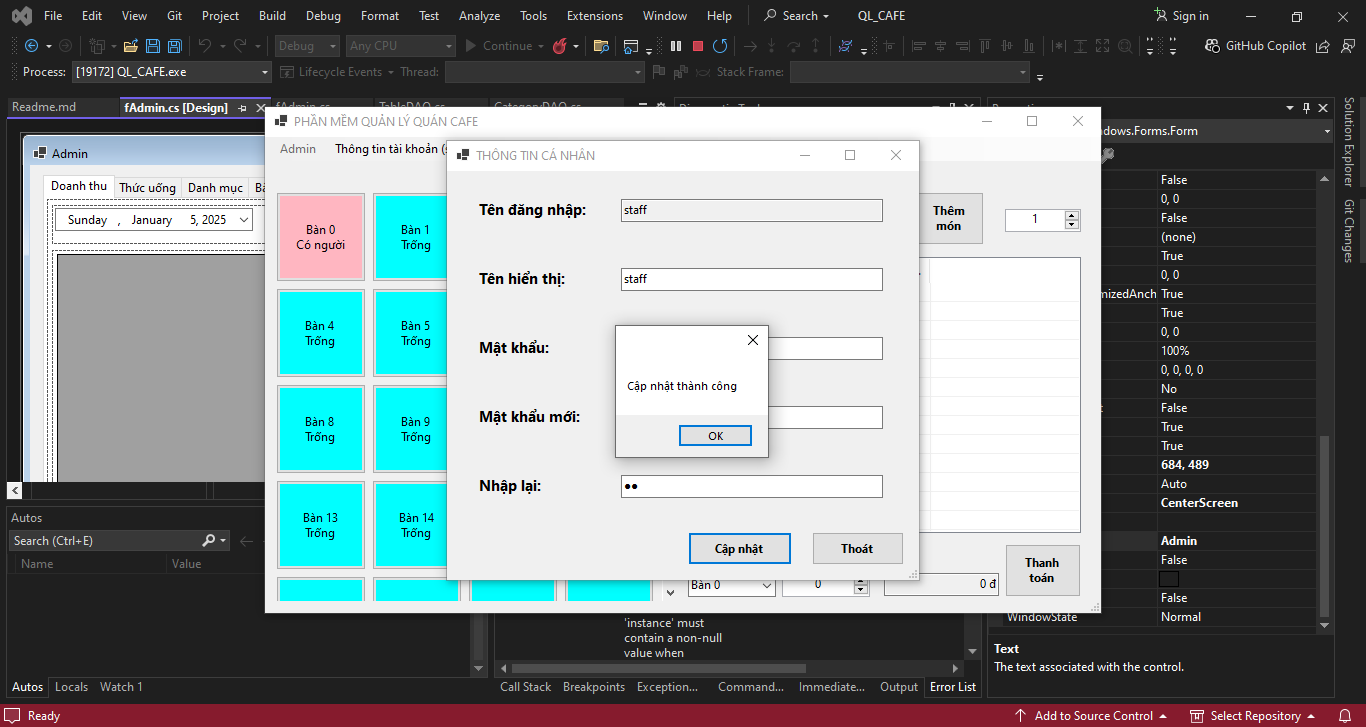 File Edit View Git Project Build Debug Format Test Analyze Tools Extensions Window Help Search QL_CAFE Sign in
Debug Any CPU Continue GitHub Copilot
Process: [19172] QL_CAFE.exe Lifecycle Events Thread: Stack Frame:
Readme.md fAdmin.cs [Design]
Admin
Doanh thu Thức uống Danh mục
Sunday , January 5, 2025
PHẦN MỀM QUẢN LÝ QUÁN CAFE
Admin Thông tin tài khoản
Bàn 0
Có người
Bàn 1
Trống
Bàn 4
Trống
Bàn 5
Trống
Bàn 8
Trống
Bàn 9
Trống
Bàn 13
Trống
Bàn 14
Trống
Thêm
món
1
Bàn 0
0
0 đ
Thanh
toán
THÔNG TIN CÁ NHÂN
Tên đăng nhập: staff
Tên hiển thị: staff
Mật khẩu:
Mật khẩu mới:
Nhập lại: ●●
Cập nhật Thoát
Cập nhật thành công
OK
ndows.Forms.Form
False
0, 0
False
(none)
True
0, 0
mizedAnch True
True
0, 0
100%
0, 0, 0, 0
No
False
True
True
684, 489
Auto
CenterScreen
Admin
False
False
WindowState Normal
Text
The text associated with the control.
Solution Explorer
Git Changes
Autos
Search (Ctrl+E)
Name Value
Autos Locals Watch 1
'instance' must
contain a non-null
value when
Call Stack Breakpoints Exception... Command... Immediate... Output Error List
Ready Add to Source Control Select Repository